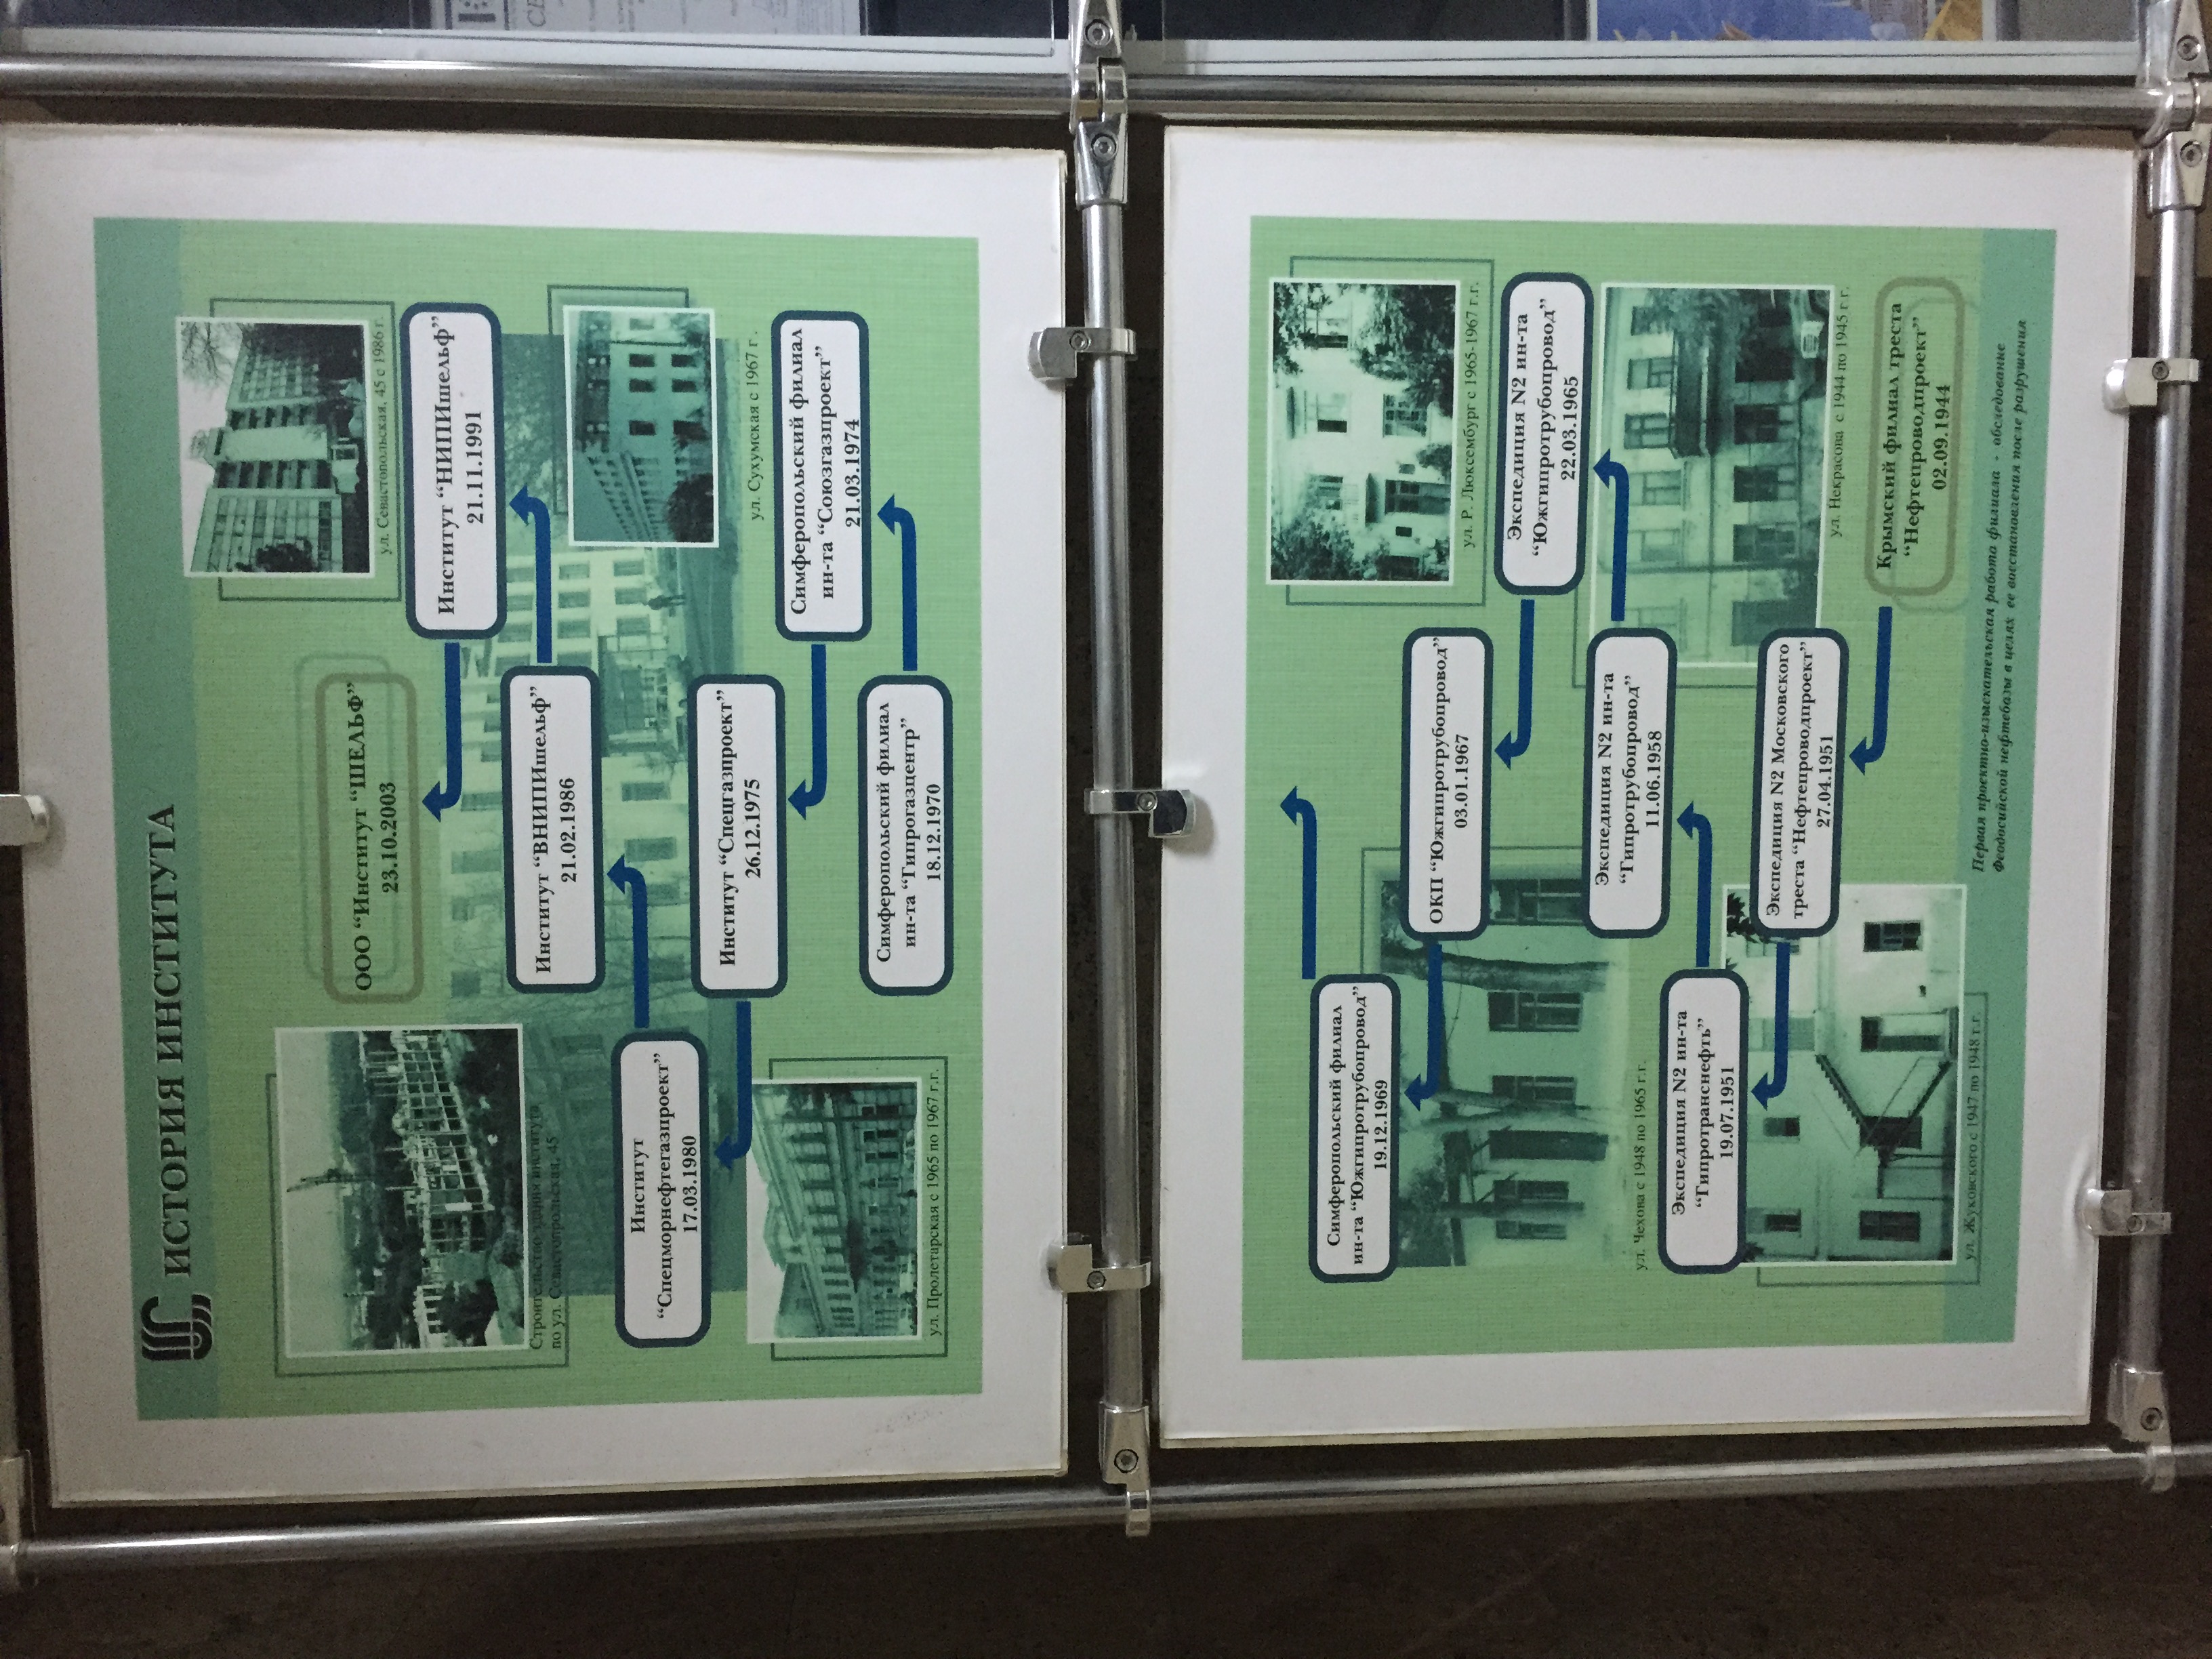 ИСТОРИЯ ИНСТИТУТА
ул. Севастопольская, 45 с 1986 г.
ООО “Институт “ШЕЛЬФ”
23.10.2003
Институт “НИПИшельф”
21.11.1991
Строительство здания института
по ул. Севастопрольская, 45
Институт “ВНИПИшельф”
21.02.1986
Институт
“Спецморнефтегазпроект”
17.03.1980
ул. Сухумская с 1967 г .
Институт “Спецгазпроект”
26.12.1975
Симферопольский филиал
ин-та “Союзгазпроект”
21.03.1974
ул. Пролетарская с 1965 по 1967 г.г.
Симферопольский филиал
ин-та “Гипрогазцентр”
18.12.1970
Симферопольский филиал
ин-та “Южгипротрубопровод”
19.12.1969
ОКП “Южгипротрубопровод”
03.01.1967
ул. Р. Люксембург с 1965-1967 г.г.
Экспедиция N2 ин-та
“Южгипротрубопровод”
22.03.1965
Экспедиция N2 ин-та
“Гипротрубопровод”
11.06.1958
ул. Чехова с 1948 по 1965 г.г.
Экспедиция N2 ин-та
“Гипротранснефть”
19.07.1951
Экспедиция N2 Московского
треста “Нефтепроводпроект”
27.04.1951
ул. Некрасова с 1944 по 1945 г.г.
Крымский филиал треста
“Нефтепроводпроект”
02.09.1944
ул. Жуковского с 1947 по 1948 г.г.
Первая проектно-изыскательская работа филиала - обследование
Феодосийской нефтебазы в целях ее восстановления после разрушения